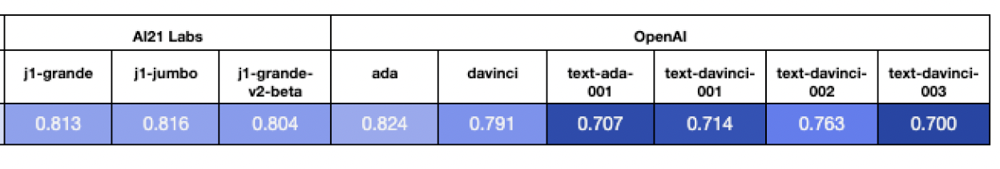 AI21 Labs OpenAI
j1-grande j1-jumbo j1-grande- ada davinci text-ada- text-davinci- text-davinci- text-davinci-
v2-beta 001 001 002 003
0.813 0.816 0.804 0.824 0.791 0.707 0.714 0.763 0.700